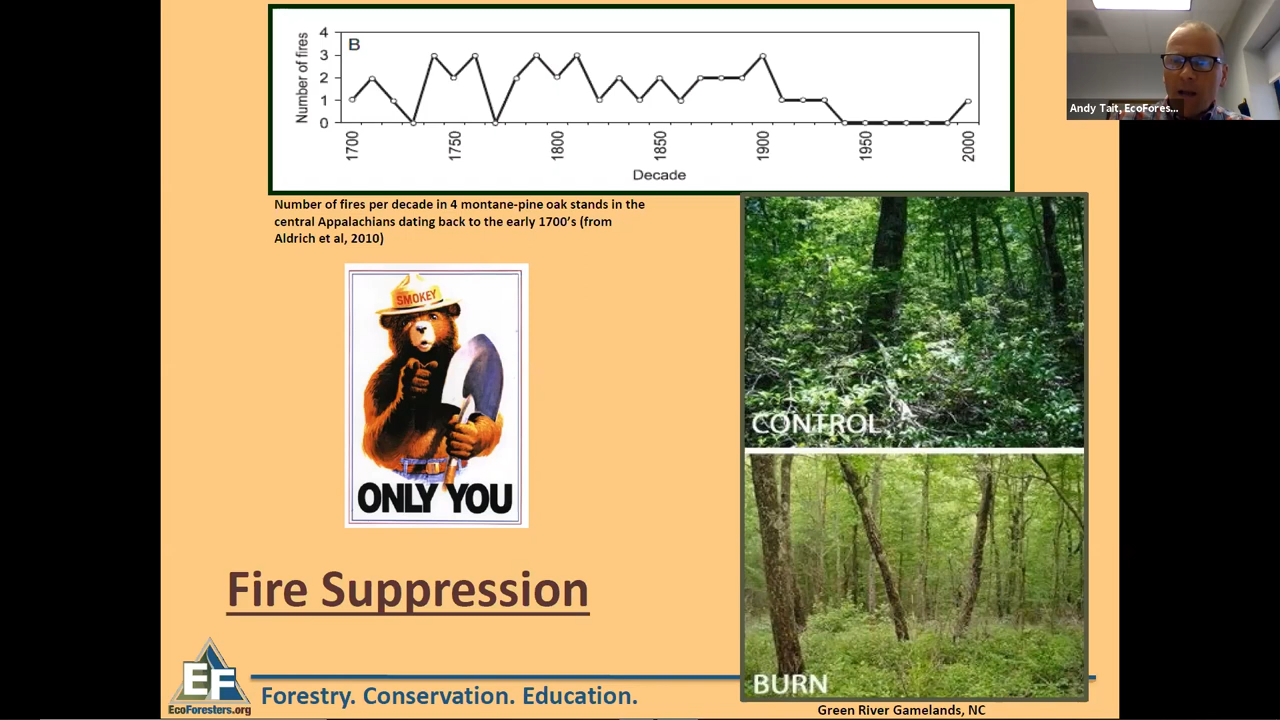 4
3
2
1
0
B
Number of fires
1700
1750
1800
1850
1900
1950
2000
Decade
Andy Tait, EcoFores...
Number of fires per decade in 4 montane-pine oak stands in the
central Appalachians dating back to the early 1700's (from
Aldrich et al, 2010)
SMOKEY
ONLY YOU
CONTROL
BURN
Fire Suppression
EF
EcoForesters.org
Forestry. Conservation. Education.
Green River Gamelands, NC